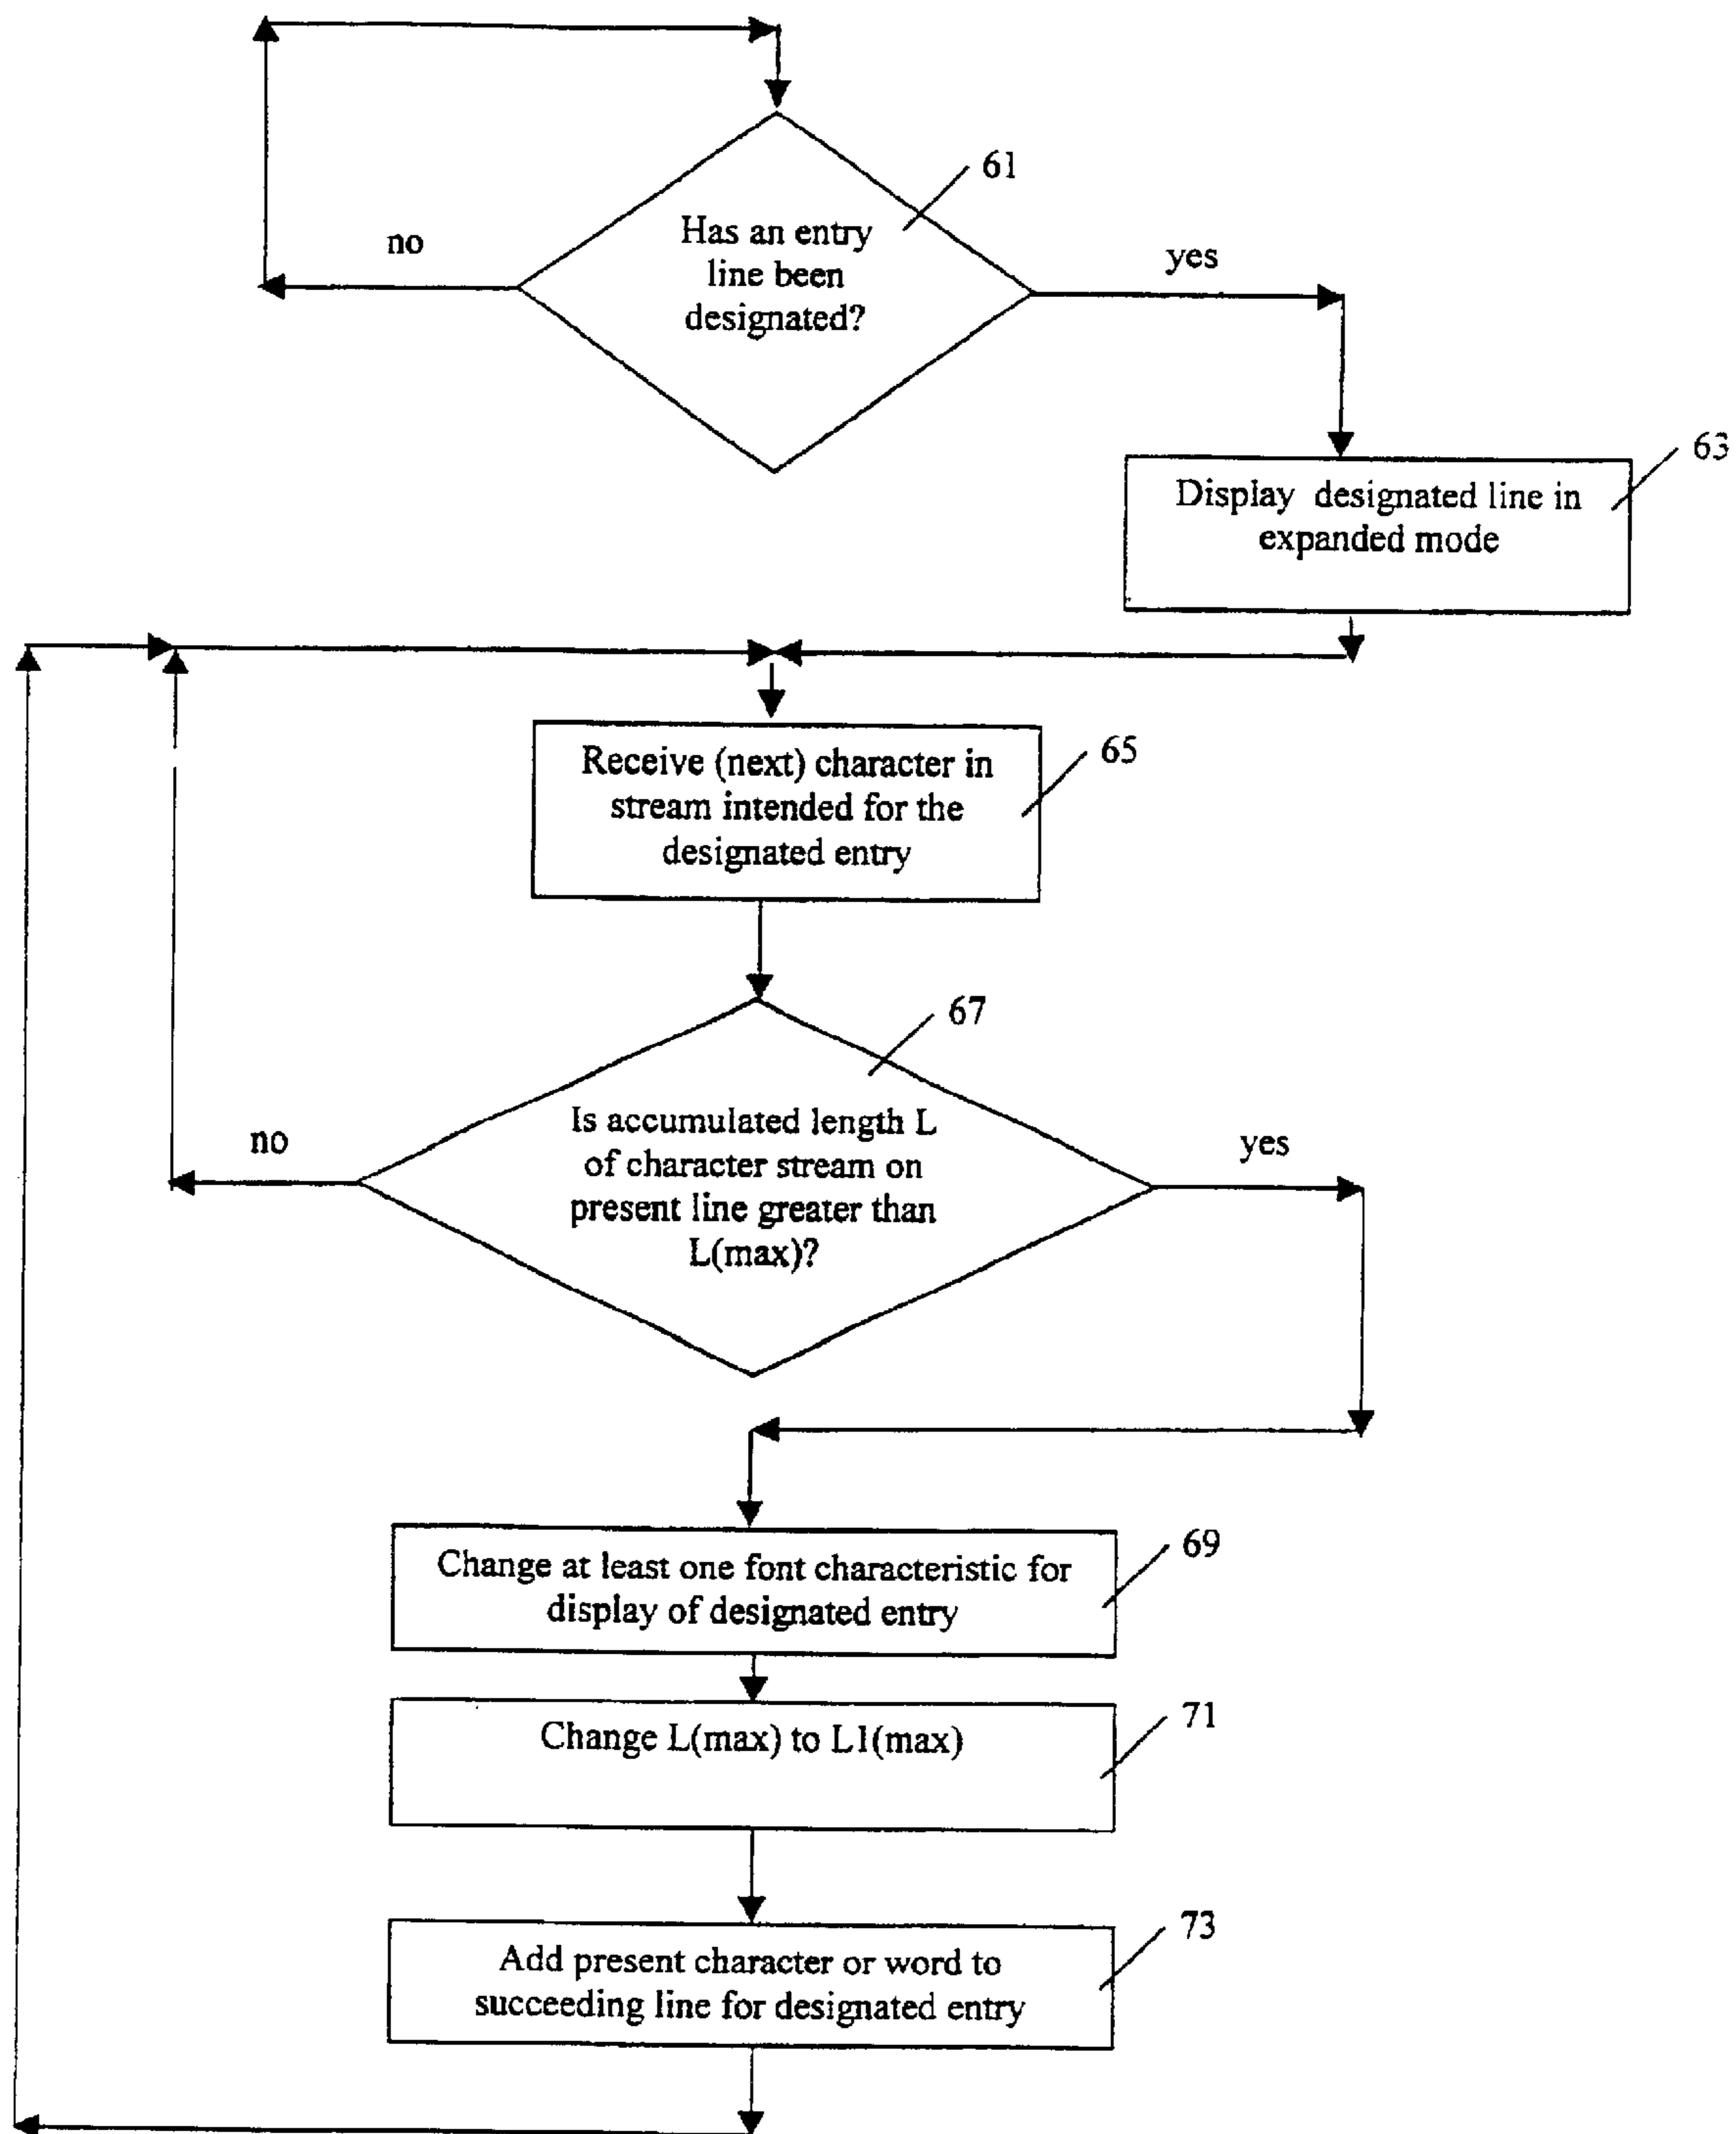 61
Has an entry
line been
designated?
no
yes
63
Display designated line in
expanded mode
65
Receive (next) character in
stream intended for the
designated entry
67
Is accumulated length L
of character stream on
present line greater than
L(max)?
no
yes
69
Change at least one font characteristic for
display of designated entry
71
Change L(max) to L1(max)
73
Add present character or word to
succeeding line for designated entry